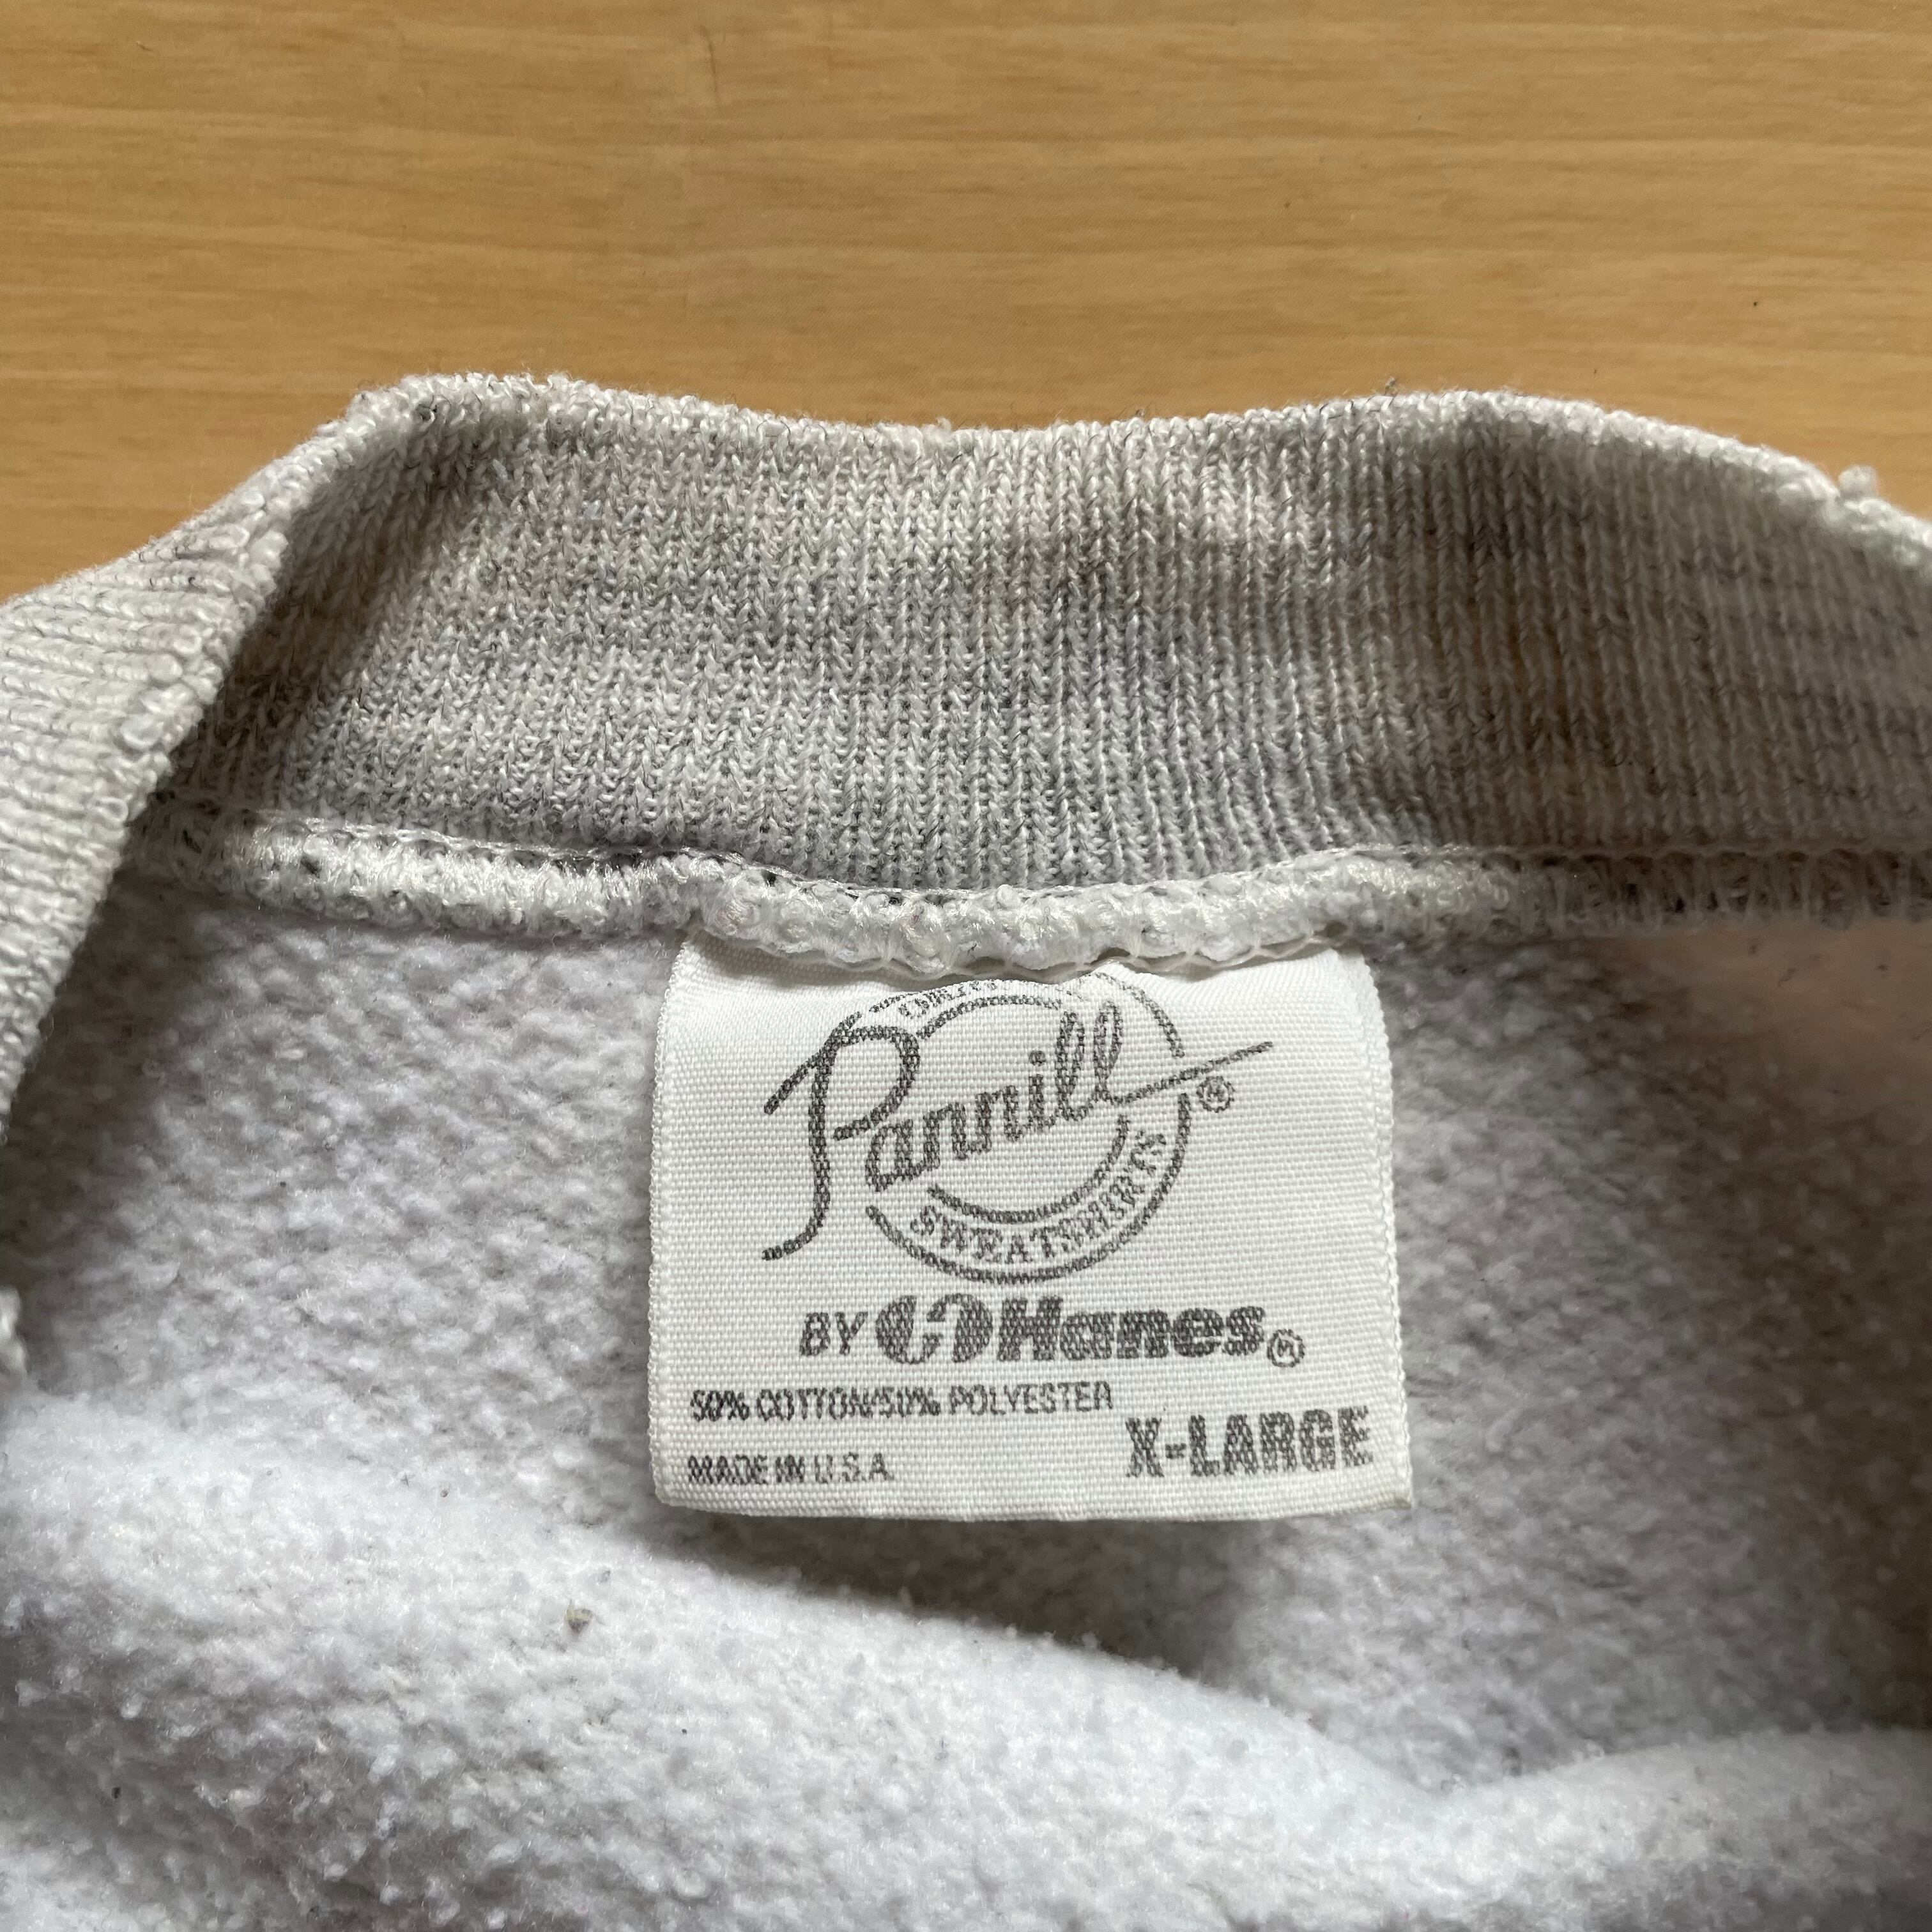 Pannill ®
SWEATSHIRTS
BY Hanes ®
50% COTTON/50% POLYESTER
X-LARGE
MADE IN U.S.A.